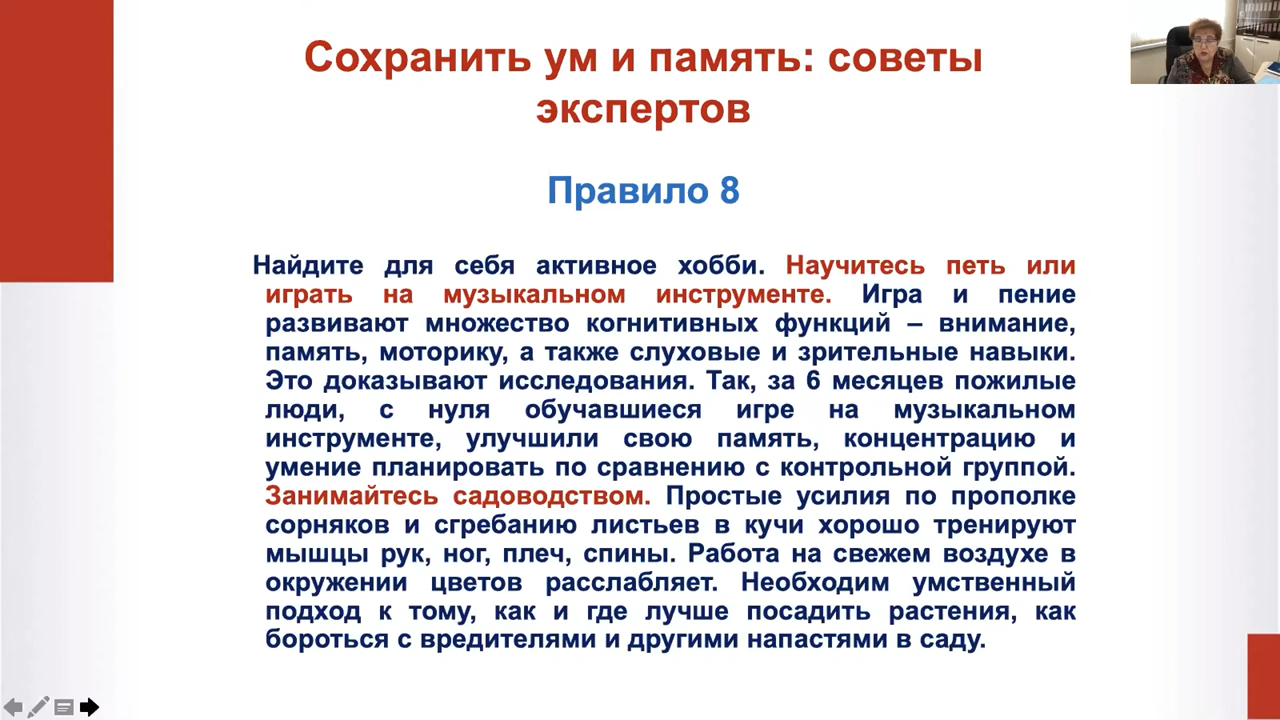 Сохранить ум и память: советы
экспертов
Правило 8
Найдите для себя активное хобби. Научитесь петь или
играть на музыкальном инструменте. Игра и пение
развивают множество когнитивных функций – внимание,
память, моторику, а также слуховые и зрительные навыки.
Это доказывают исследования. Так, за 6 месяцев пожилые
люди, с нуля обучавшиеся игре на музыкальном
инструменте, улучшили свою память, концентрацию и
умение планировать по сравнению с контрольной группой.
Занимайтесь садоводством. Простые усилия по прополке
сорняков и сгребанию листьев в кучи хорошо тренируют
мышцы рук, ног, плеч, спины. Работа на свежем воздухе в
окружении цветов расслабляет. Необходим умственный
подход к тому, как и где лучше посадить растения, как
бороться с вредителями и другими напастями в саду.